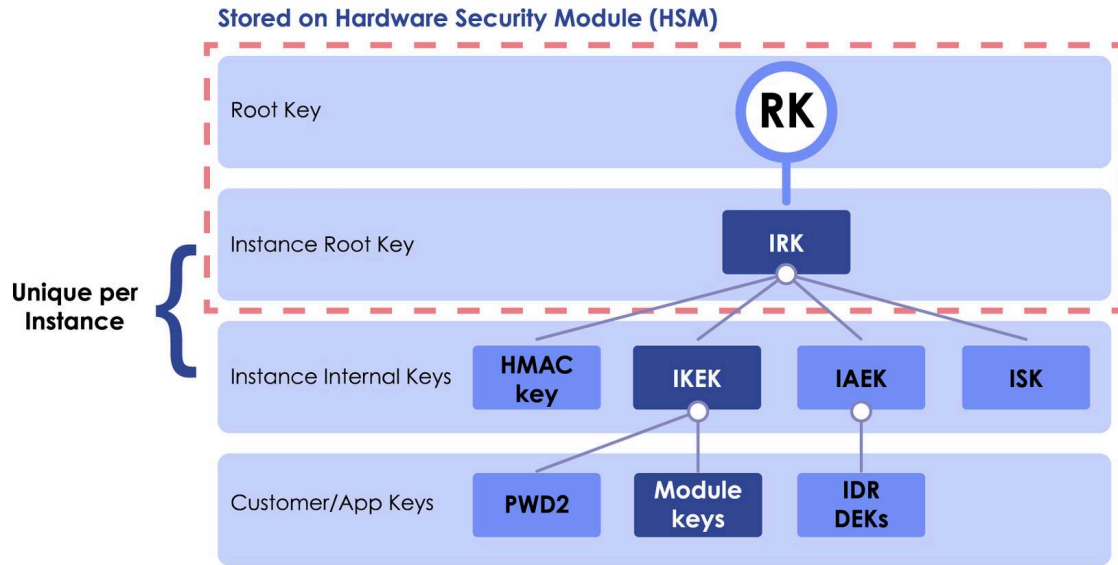 Stored on Hardware Security Module (HSM)
Root Key
RK
Instance Root Key
IRK
Unique per
Instance
Instance Internal Keys
HMAC
key
IKEK
IAEK
ISK
Customer/App Keys
PWD2
Module
keys
IDR
DEKs